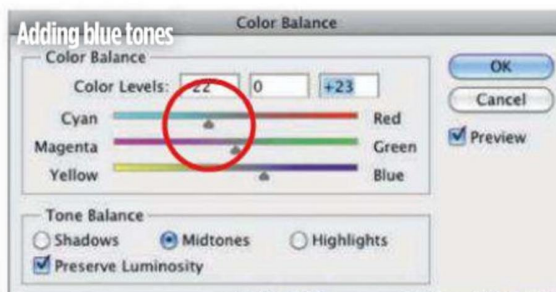 Color Balance
Adding blue tones
Color Balance
Color Levels: 22 0 +23
Cyan Red
Magenta Green
Yellow Blue
Tone Balance
Shadows Midtones Highlights
Preserve Luminosity
OK
Cancel
Preview